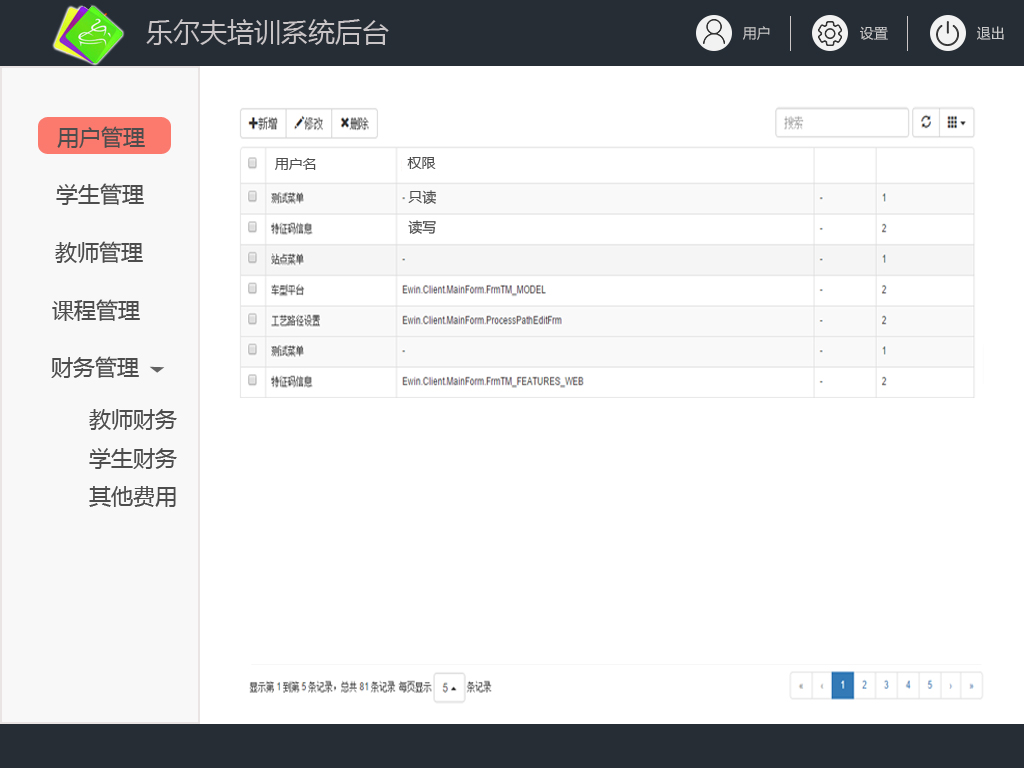 乐尔夫培训系统后台 用户 设置 退出
用户管理
学生管理
教师管理
课程管理
财务管理
教师财务
学生财务
其他费用
新增 修改 删除 搜索
用户名 权限
测试菜单 - 只读 - 1
特征码信息 读写 - 2
站点菜单 - - 1
车型平台 Ewin.Client.MainForm.FrmTM_MODEL - 2
工艺路径设置 Ewin.Client.MainForm.ProcessPathEditFrm - 2
测试菜单 - - 1
特征码信息 Ewin.Client.MainForm.FrmTM_FEATURES_WEB - 2
显示第 1 到第 5 条记录，总共 81 条记录 每页显示 5 条记录 « ‹ 1 2 3 4 5 › »